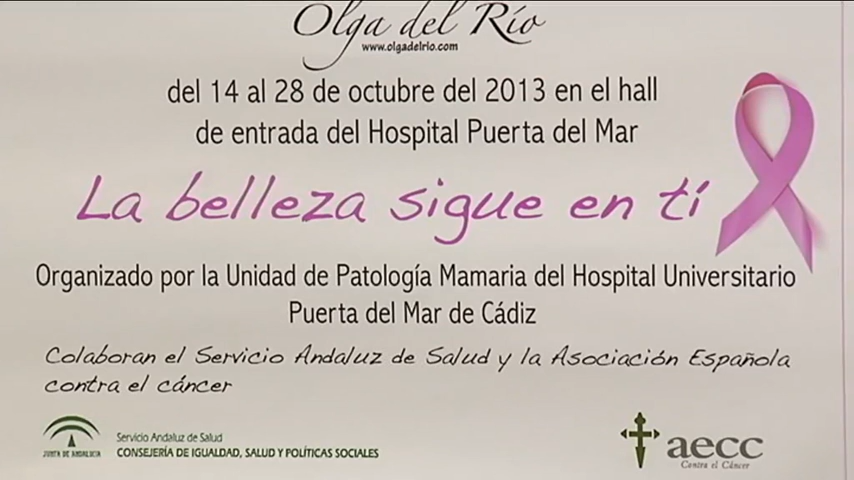 Olga del Río
www.olgadelrio.com
del 14 al 28 de octubre del 2013 en el hall
de entrada del Hospital Puerta del Mar
La belleza sigue en tí
Organizado por la Unidad de Patología Mamaria del Hospital Universitario
Puerta del Mar de Cádiz
Colaboran el Servicio Andaluz de Salud y la Asociación Española
contra el cáncer
JUNTA DE ANDALUCIA
Servicio Andaluz de Salud
CONSEJERÍA DE IGUALDAD, SALUD Y POLÍTICAS SOCIALES
aecc
Contra el Cáncer